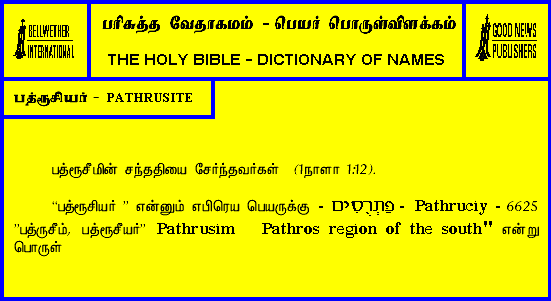 BELLWETHER
INTERNATIONAL
பரிசுத்த வேதாகமம் - பெயர் பொருள்விளக்கம்
THE HOLY BIBLE - DICTIONARY OF NAMES
GOOD NEWS
PUBLISHERS
பத்ரூசியர் - PATHRUSITE
பத்ரூசீமின் சந்ததியை சேர்ந்தவர்கள் (1நாளா 1:12).
“பத்ரூசியர் ” என்னும் எபிரெய பெயருக்கு - פַּתְרֻסִים - Pathruciy - 6625
"பத்ருசீம், பத்ரூசீயர்” Pathrusim Pathros region of the south" என்று
பொருள்